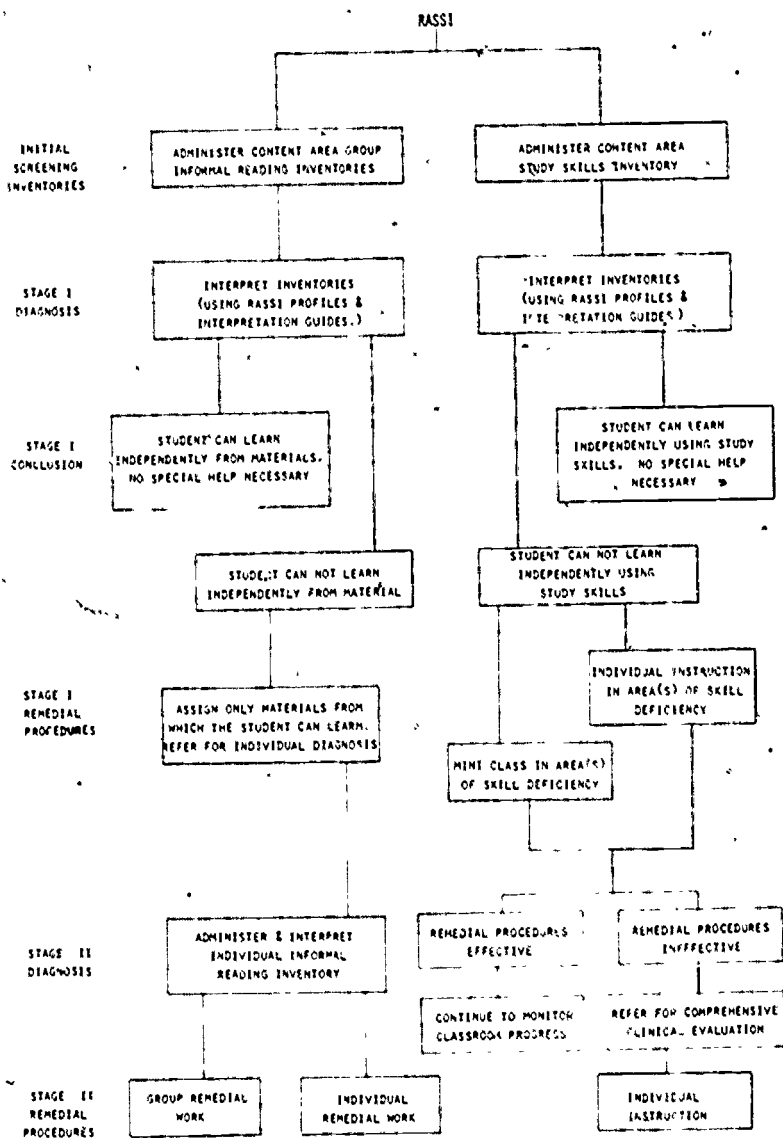 RASSI
INITIAL
SCREENING
INVENTORIES
ADMINISTER CONTENT AREA GROUP
INFORMAL READING INVENTORIES
ADMINISTER CONTENT AREA
STUDY SKILLS INVENTORY
STAGE I
DIAGNOSIS
INTERPRET INVENTORIES
(USING RASSI PROFILES &
INTERPRETATION GUIDES.)
INTERPRET INVENTORIES
(USING RASSI PROFILES &
GUIDES)
STAGE I
CONCLUSION
STUDENT CAN LEARN
INDEPENDENTLY FROM MATERIALS.
NO SPECIAL HELP NECESSARY
STUDENT CAN LEARN
INDEPENDENTLY USING STUDY
SKILLS. NO SPECIAL HELP
NECESSARY
STUDENT CAN NOT LEARN
INDEPENDENTLY FROM MATERIAL
STUDENT CAN NOT LEARN
INDEPENDENTLY USING
STUDY SKILLS
STAGE I
REMEDIAL
PROCEDURES
ASSIGN ONLY MATERIALS FROM
WHICH THE STUDENT CAN LEARN.
REFER FOR INDIVIDUAL DIAGNOSIS
INDIVIDUAL INSTRUCTION
IN AREA(S) OF SKILL
DEFICIENCY
MINI CLASS IN AREA(S)
OF SKILL DEFICIENCY
STAGE II
DIAGNOSIS
ADMINISTER & INTERPRET
INDIVIDUAL INFORMAL
READING INVENTORY
REMEDIAL PROCEDURES
EFFECTIVE
REMEDIAL PROCEDURES
INEFFECTIVE
CONTINUE TO MONITOR
CLASSROOM PROGRESS
REFER FOR COMPREHENSIVE
CLINICAL EVALUATION
STAGE II
REMEDIAL
PROCEDURES
GROUP REMEDIAL
WORK
INDIVIDUAL
REMEDIAL WORK
INDIVIDUAL
INSTRUCTION